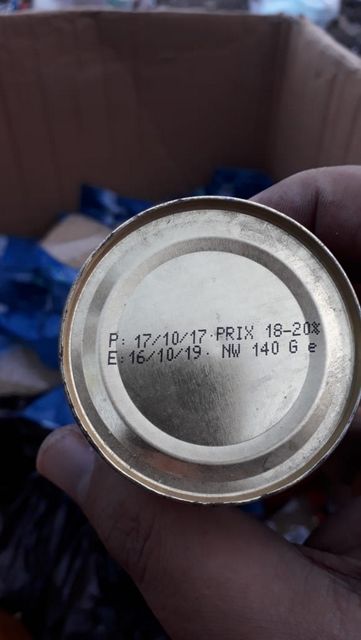 P: 17/10/17·PRIX 18-20%
E:16/10/19· NW 140 G e